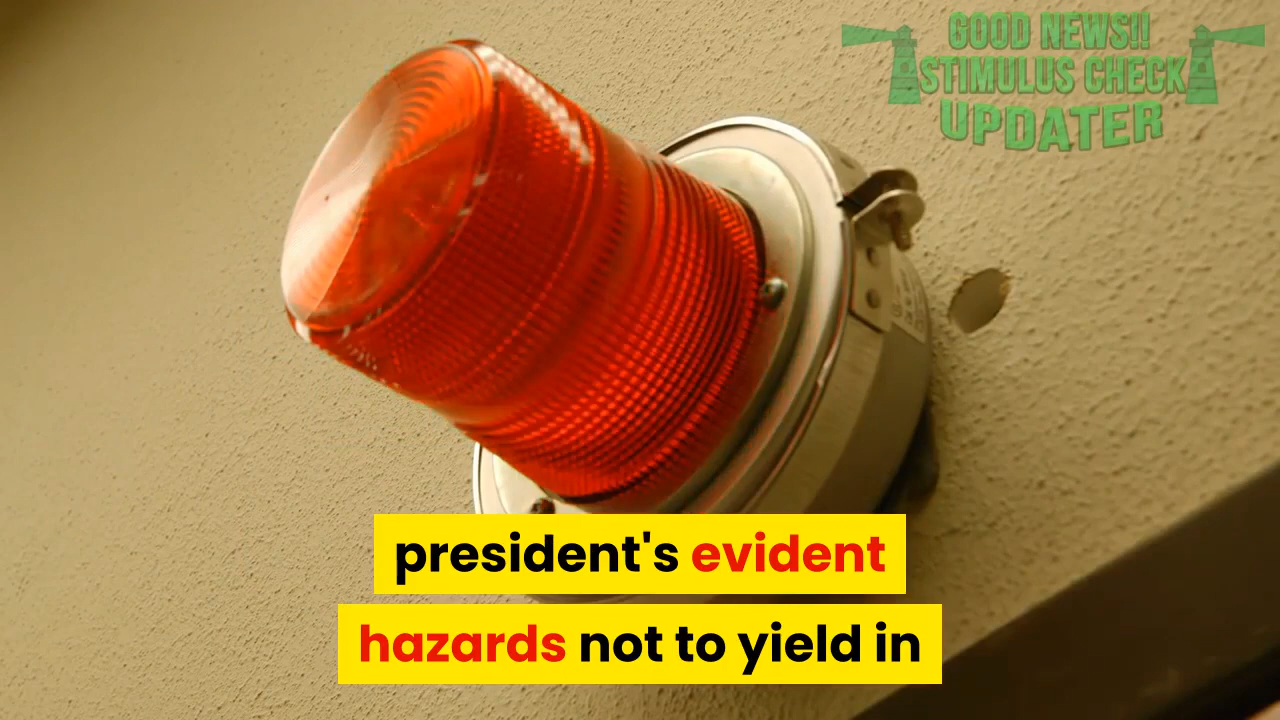 GOOD NEWS!!
STIMULUS CHECK
UPDATER
president's evident
hazards not to yield in